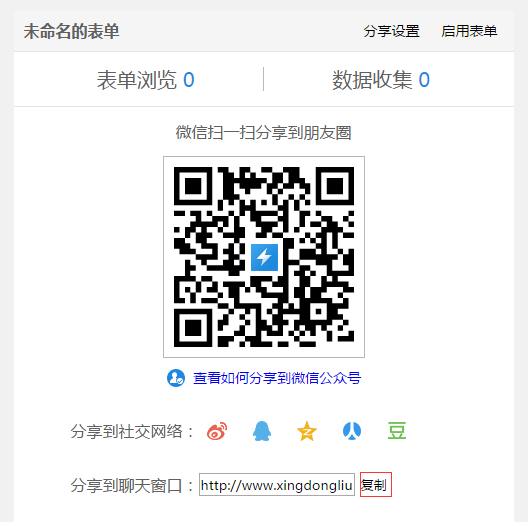 未命名的表单 分享设置 启用表单
表单浏览 0 数据收集 0
微信扫一扫分享到朋友圈
查看如何分享到微信公众号
分享到社交网络： 豆
分享到聊天窗口： http://www.xingdongliu 复制